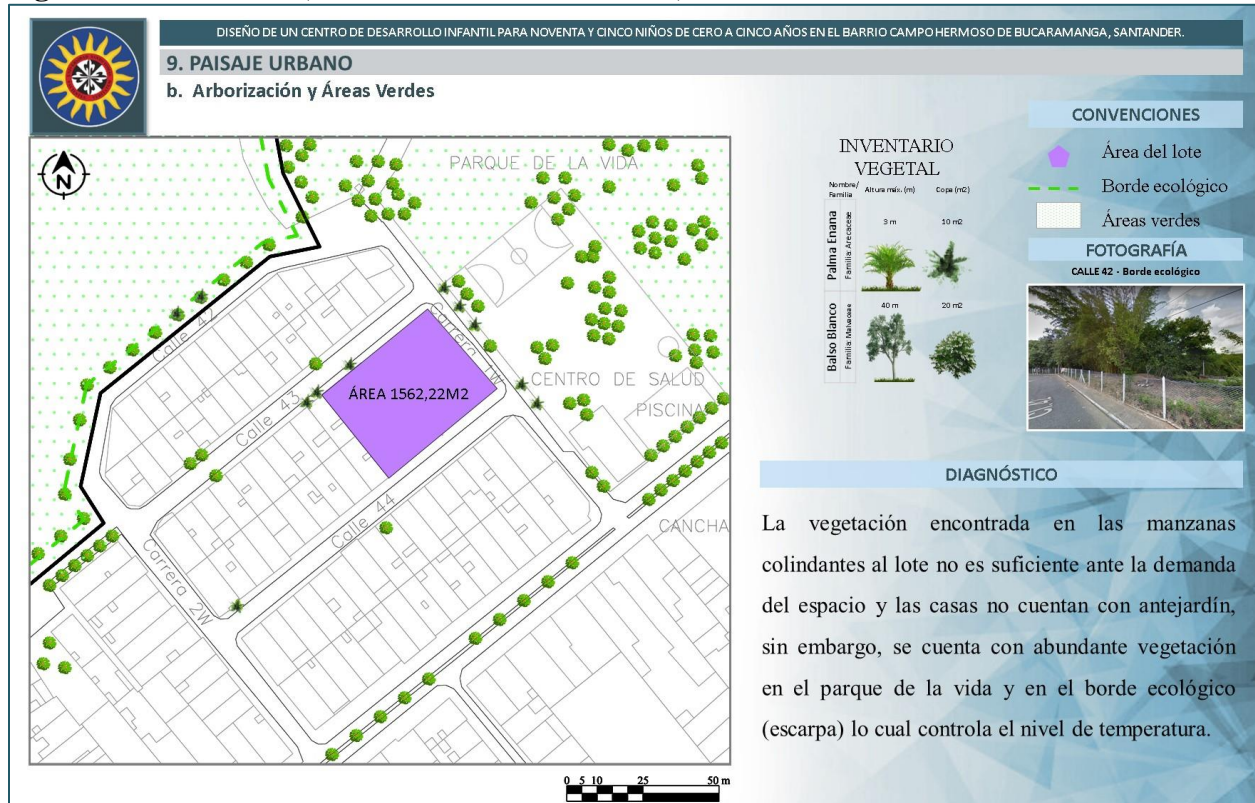 DISEÑO DE UN CENTRO DE DESARROLLO INFANTIL PARA NOVENTA Y CINCO NIÑOS DE CERO A CINCO AÑOS EN EL BARRIO CAMPO HERMOSO DE BUCARAMANGA, SANTANDER.
9. PAISAJE URBANO
b. Arborización y Áreas Verdes
N
PARQUE DE LA VIDA
Calle 42
Carrera 1W
CENTRO DE SALUD
PISCINA
ÁREA 1562,22M2
Calle 43
Calle 44
CANCHA
Carrera 2W
0 5 10 25 50 m
INVENTARIO
VEGETAL
Nombre/ Familia
Altura máx. (m)
Copa (m2)
Palma Enana
Familia: Arecaceae
3 m
10 m2
Balso Blanco
Familia: Malvaceae
40 m
20 m2
CONVENCIONES
Área del lote
Borde ecológico
Áreas verdes
FOTOGRAFÍA
CALLE 42 - Borde ecológico
DIAGNÓSTICO
La vegetación encontrada en las manzanas
colindantes al lote no es suficiente ante la demanda
del espacio y las casas no cuentan con antejardín,
sin embargo, se cuenta con abundante vegetación
en el parque de la vida y en el borde ecológico
(escarpa) lo cual controla el nivel de temperatura.